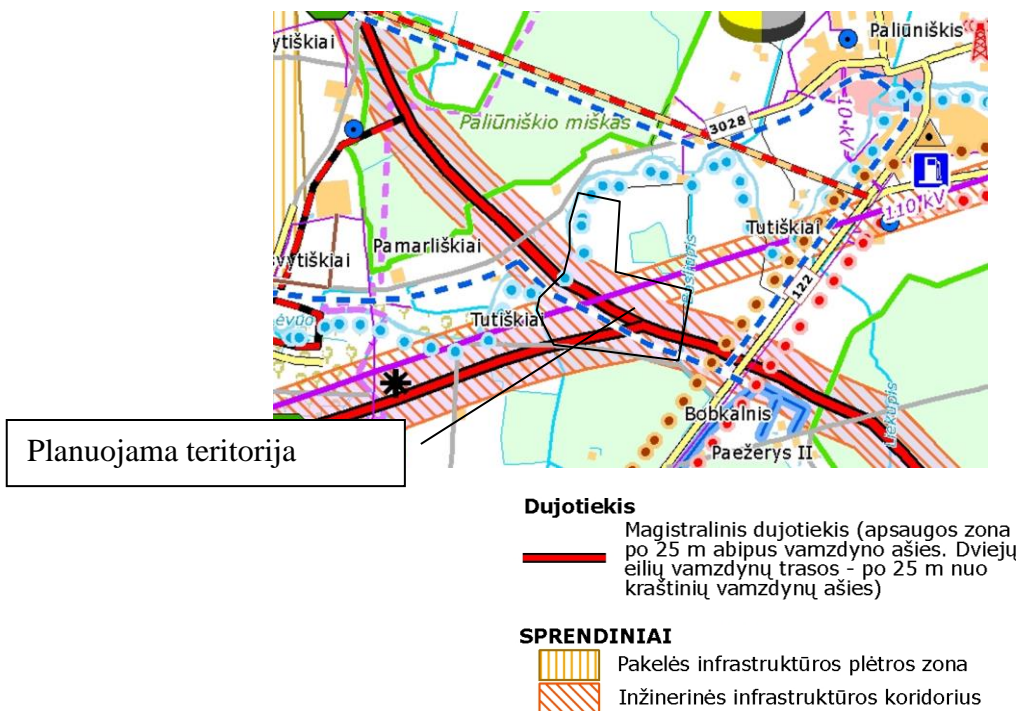 ytiškiai
Paliūniškis
Paliūniškio miškas
3028
10 kV
110 kV
Pamarliškiai
Tutiškiai
vytiškiai
122
ėvuo
Tutiškiai
Bobkalnis
Paežerys II
Liekupis
Planuojama teritorija
Dujotiekis
Magistralinis dujotiekis (apsaugos zona
po 25 m abipus vamzdyno ašies. Dviejų
eilių vamzdynų trasos - po 25 m nuo
kraštinių vamzdynų ašies)
SPRENDINIAI
Pakelės infrastruktūros plėtros zona
Inžinerinės infrastruktūros koridorius